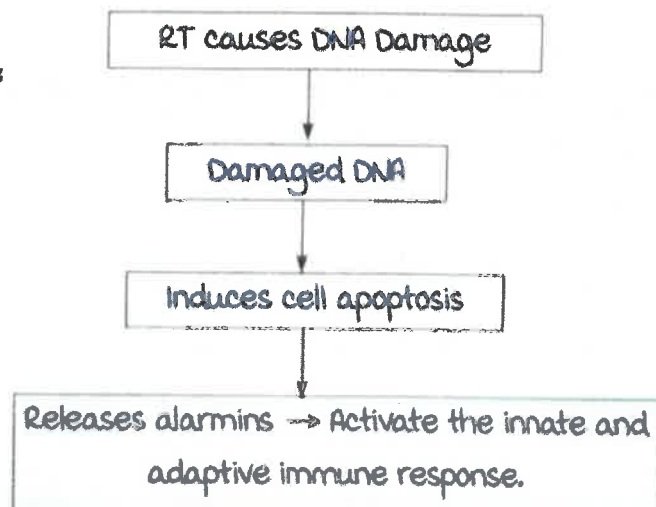 RT causes DNA Damage
Damaged DNA
Induces cell apoptosis
Releases alarmins → Activate the innate and
adaptive immune response.